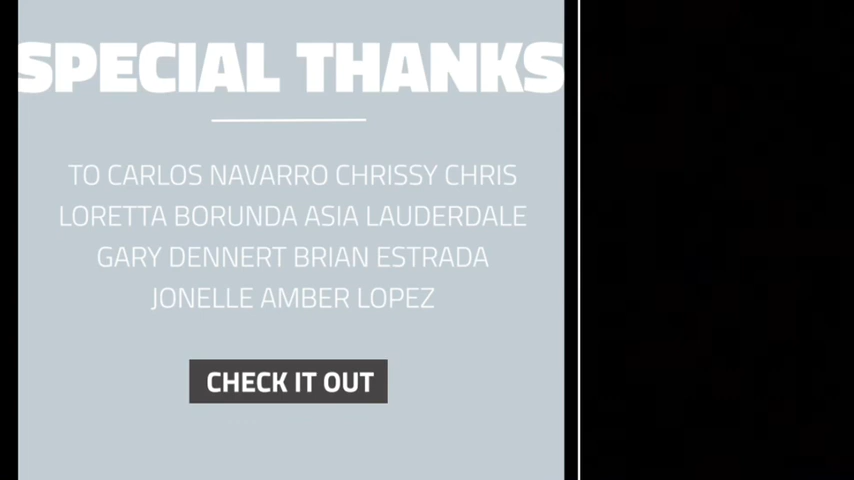 SPECIAL THANKS
TO CARLOS NAVARRO CHRISSY CHRIS
LORETTA BORUNDA ASIA LAUDERDALE
GARY DENNERT BRIAN ESTRADA
JONELLE AMBER LOPEZ
CHECK IT OUT